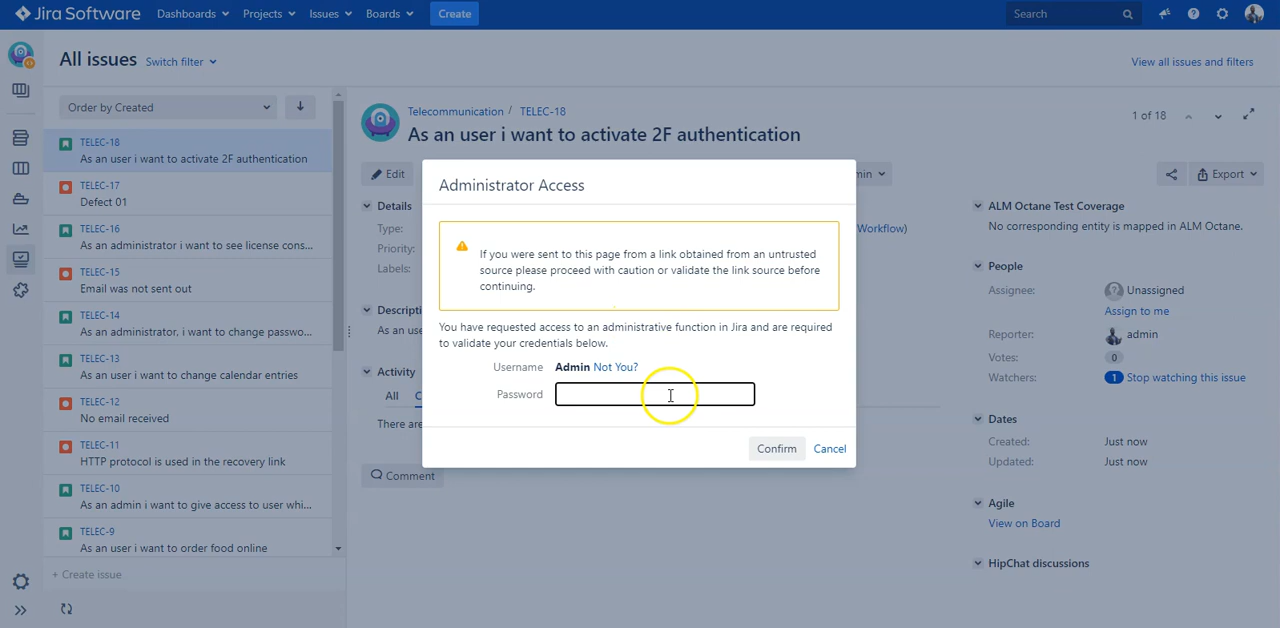 Jira Software Dashboards Projects Issues Boards Create Search
All issues Switch filter View all issues and filters
Order by Created
TELEC-18
As an user i want to activate 2F authentication
TELEC-17
Defect 01
TELEC-16
As an administrator i want to see license cons...
TELEC-15
Email was not sent out
TELEC-14
As an administrator, i want to change passwo...
TELEC-13
As an user i want to change calendar entries
TELEC-12
No email received
TELEC-11
HTTP protocol is used in the recovery link
TELEC-10
As an admin i want to give access to user whi...
TELEC-9
As an user i want to order food online
+ Create issue
Telecommunication / TELEC-18
As an user i want to activate 2F authentication
1 of 18
Edit
Export
Details
Type:
Workflow)
Priority:
Labels:
As an use
Activity
All
There are
Comment
Administrator Access
If you were sent to this page from a link obtained from an untrusted
source please proceed with caution or validate the link source before
continuing.
You have requested access to an administrative function in Jira and are required
to validate your credentials below.
Username Admin Not You?
Password
Confirm Cancel
ALM Octane Test Coverage
No corresponding entity is mapped in ALM Octane.
People
Assignee: Unassigned
Assign to me
Reporter: admin
Votes: 0
Watchers: 1 Stop watching this issue
Dates
Created: Just now
Updated: Just now
Agile
View on Board
HipChat discussions